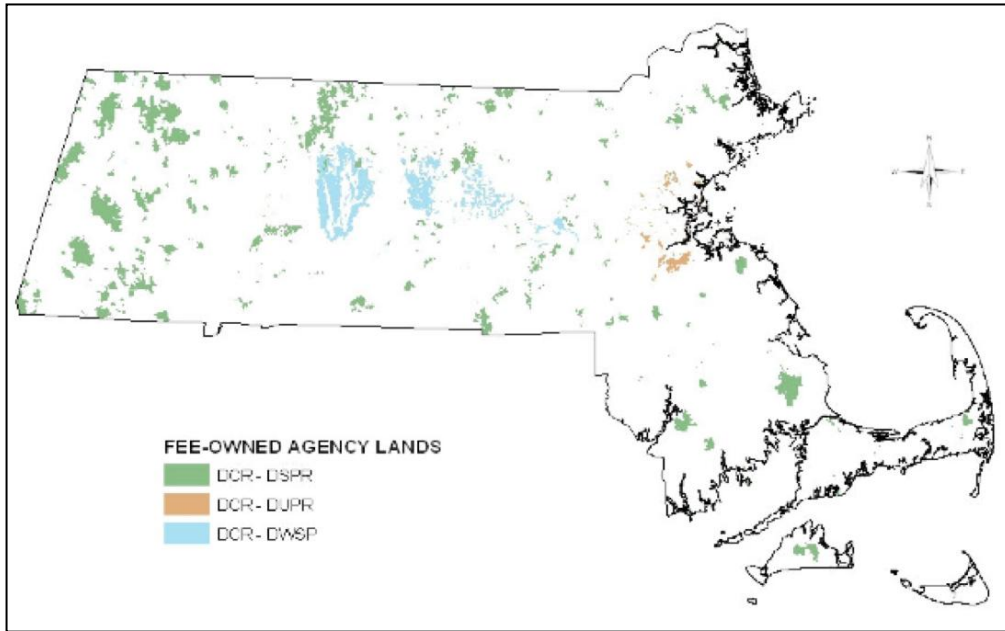 FEE-OWNED AGENCY LANDS
DCR - DSPR
DCR - DUPR
DCR - DWSP